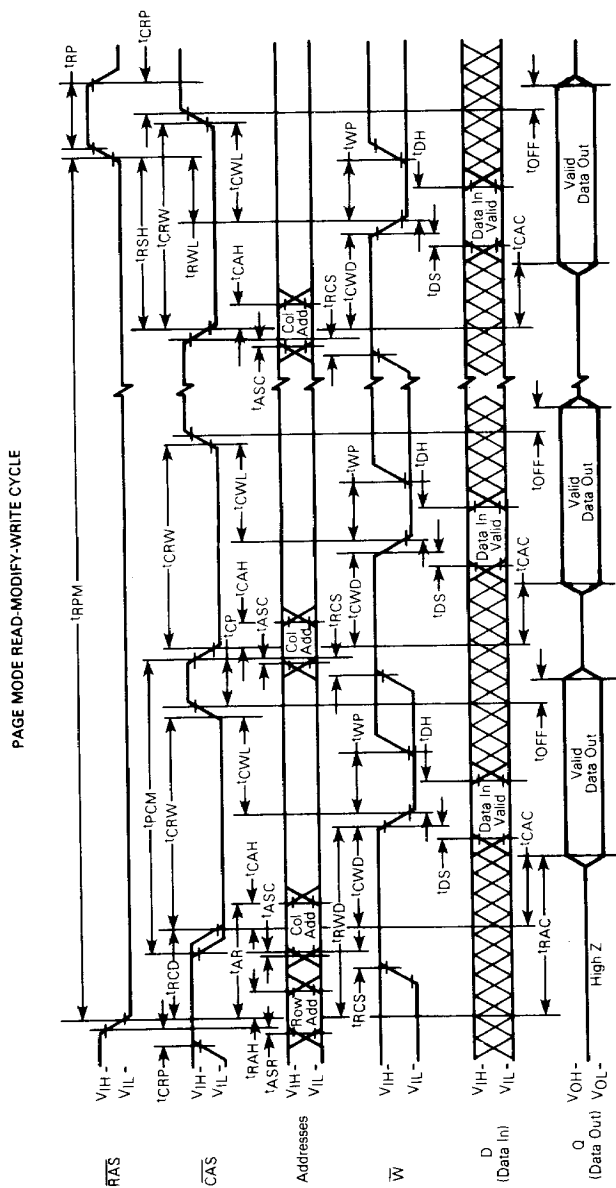 PAGE MODE READ-MODIFY-WRITE CYCLE
tRP
tCRP
tRPM
RAS
VIH-
VIL-
tCRP
tRSH
tCRW
tRWL
tCWL
tCRW
tCWL
tCP
tPCM
tCRW
tCWL
tRCD
CAS
VIH-
VIL-
tRAH
tASR
tAR
tCAH
tASC
tCAH
tASC
tCAH
tASC
Addresses
VIH-
VIL-
Row Add
Col Add
Col Add
Col Add
tRCS
tRWD
tCWD
tWP
tRCS
tCWD
tWP
tRCS
tCWD
tWP
W
VIH-
VIL-
tDS
tDH
tDS
tDH
tDS
tDH
D
(Data In)
VIH-
VIL-
Data In Valid
Data In Valid
Data In Valid
tRAC
tCAC
tOFF
tCAC
tOFF
tCAC
tOFF
Q
(Data Out)
VOH-
VOL-
High Z
Valid Data Out
Valid Data Out
Valid Data Out